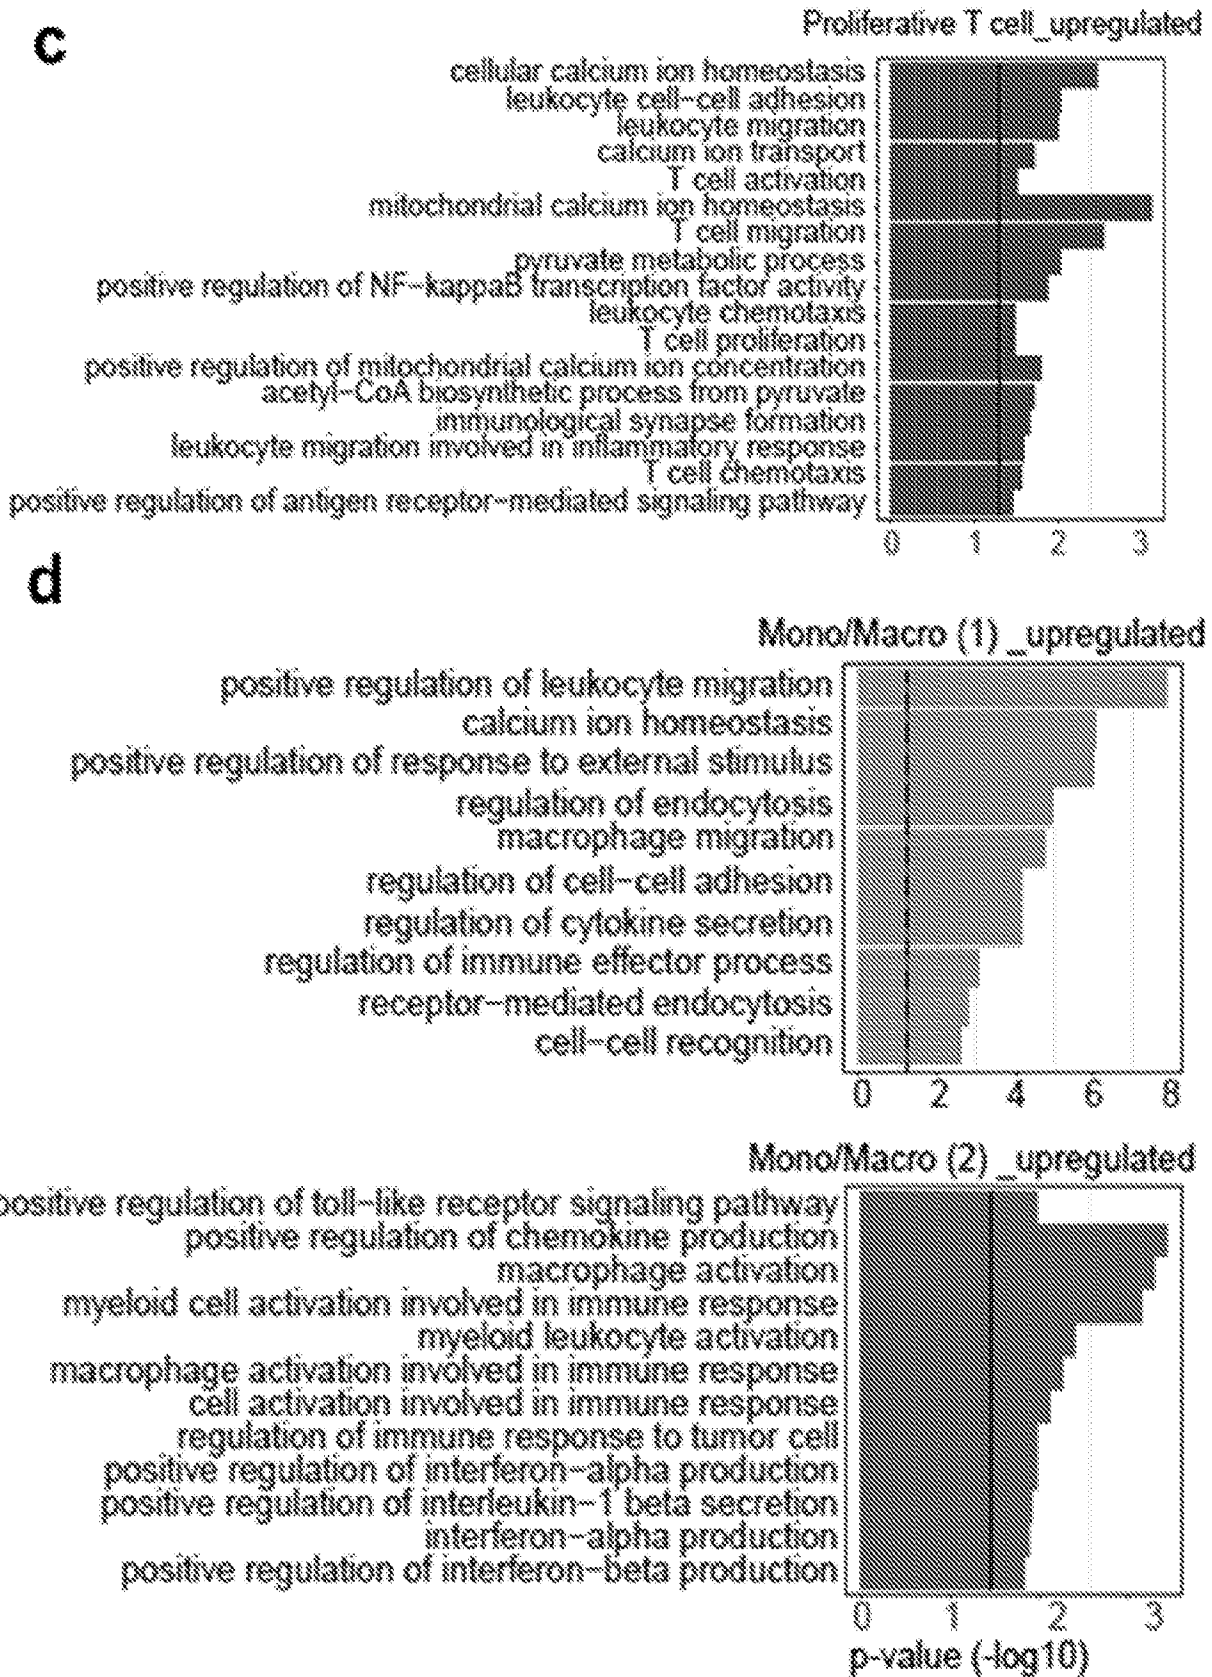 c
Proliferative T cell_upregulated
cellular calcium ion homeostasis
leukocyte cell-cell adhesion
leukocyte migration
calcium ion transport
T cell activation
mitochondrial calcium ion homeostasis
T cell migration
pyruvate metabolic process
positive regulation of NF-kappaB transcription factor activity
leukocyte chemotaxis
T cell proliferation
positive regulation of mitochondrial calcium ion concentration
acetyl-CoA biosynthetic process from pyruvate
immunological synapse formation
leukocyte migration involved in inflammatory response
T cell chemotaxis
positive regulation of antigen receptor-mediated signaling pathway
0 1 2 3
d
Mono/Macro (1) _upregulated
positive regulation of leukocyte migration
calcium ion homeostasis
positive regulation of response to external stimulus
regulation of endocytosis
macrophage migration
regulation of cell-cell adhesion
regulation of cytokine secretion
regulation of immune effector process
receptor-mediated endocytosis
cell-cell recognition
0 2 4 6 8
Mono/Macro (2) _upregulated
positive regulation of toll-like receptor signaling pathway
positive regulation of chemokine production
macrophage activation
myeloid cell activation involved in immune response
myeloid leukocyte activation
macrophage activation involved in immune response
cell activation involved in immune response
regulation of immune response to tumor cell
positive regulation of interferon-alpha production
positive regulation of interleukin-1 beta secretion
interferon-alpha production
positive regulation of interferon-beta production
0 1 2 3
p-value (-log10)